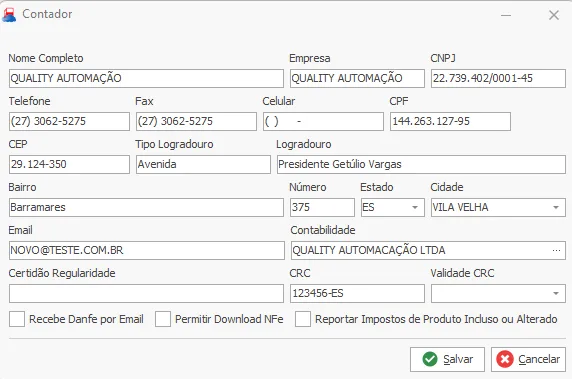 Contador
Nome Completo Empresa CNPJ
QUALITY AUTOMAÇÃO QUALITY AUTOMAÇÃO 22.739.402/0001-45
Telefone Fax Celular CPF
(27) 3062-5275 (27) 3062-5275 ( ) - 144.263.127-95
CEP Tipo Logradouro Logradouro
29.124-350 Avenida Presidente Getúlio Vargas
Bairro Número Estado Cidade
Barramares 375 ES VILA VELHA
Email Contabilidade
NOVO@TESTE.COM.BR QUALITY AUTOMACAÇÃO LTDA ...
Certidão Regularidade CRC Validade CRC
123456-ES
Recebe Danfe por Email Permitir Download NFe Reportar Impostos de Produto Incluso ou Alterado
Salvar Cancelar